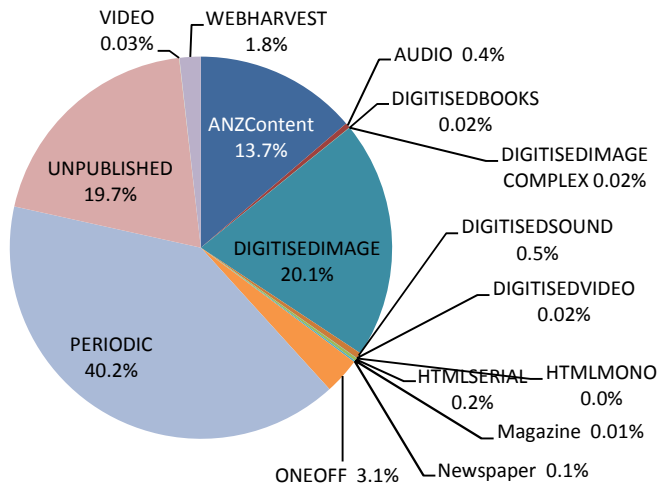 VIDEO
0.03%
WEBHARVEST
1.8%
AUDIO 0.4%
DIGITISEDBOOKS
0.02%
DIGITISEDIMAGE
COMPLEX 0.02%
ANZContent
13.7%
UNPUBLISHED
19.7%
DIGITISEDIMAGE
20.1%
DIGITISEDSOUND
0.5%
DIGITISEDVIDEO
0.02%
PERIODIC
40.2%
HTMLSERIAL
0.2%
HTMLMONO
0.0%
Magazine 0.01%
Newspaper 0.1%
ONEOFF 3.1%